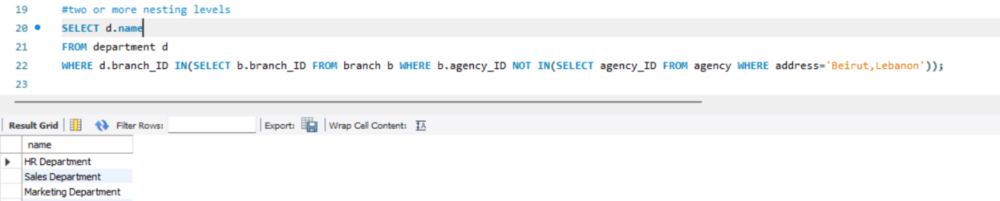 19 #two or more nesting levels
20 SELECT d.name
21 FROM department d
22 WHERE d.branch_ID IN(SELECT b.branch_ID FROM branch b WHERE b.agency_ID NOT IN(SELECT agency_ID FROM agency WHERE address='Beirut,Lebanon'));
23
Result Grid Filter Rows: Export: Wrap Cell Content: IA
name
HR Department
Sales Department
Marketing Department